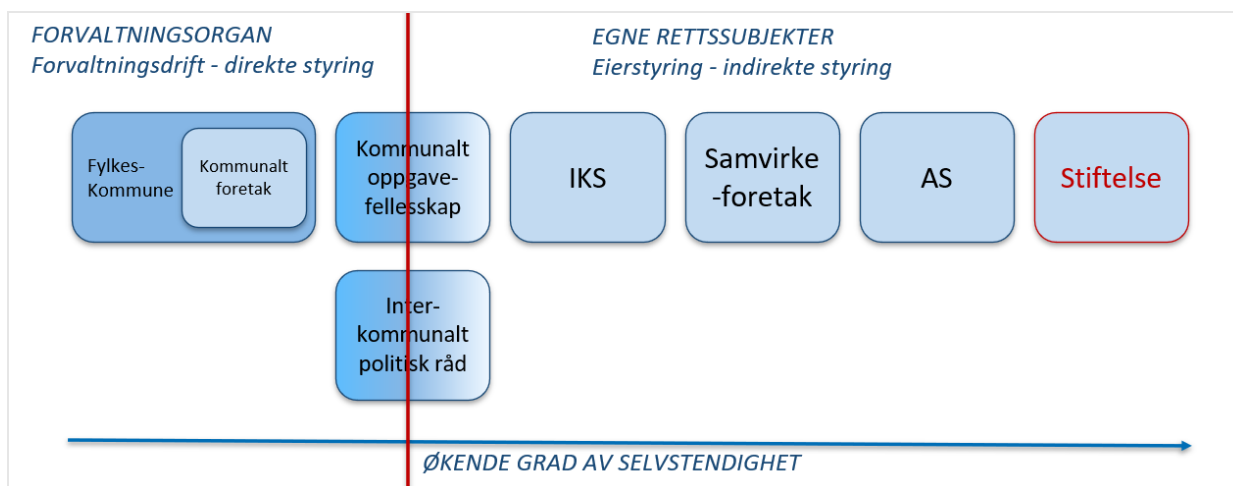 FORVALTNINGSORGAN
Forvaltningsdrift - direkte styring
EGNE RETTSSUBJEKTER
Eierstyring - indirekte styring
Fylkes-
Kommune
Kommunalt
foretak
Kommunalt
oppgave-
fellesskap
IKS
Samvirke
-foretak
AS
Stiftelse
Inter-
kommunalt
politisk råd
ØKENDE GRAD AV SELVSTENDIGHET